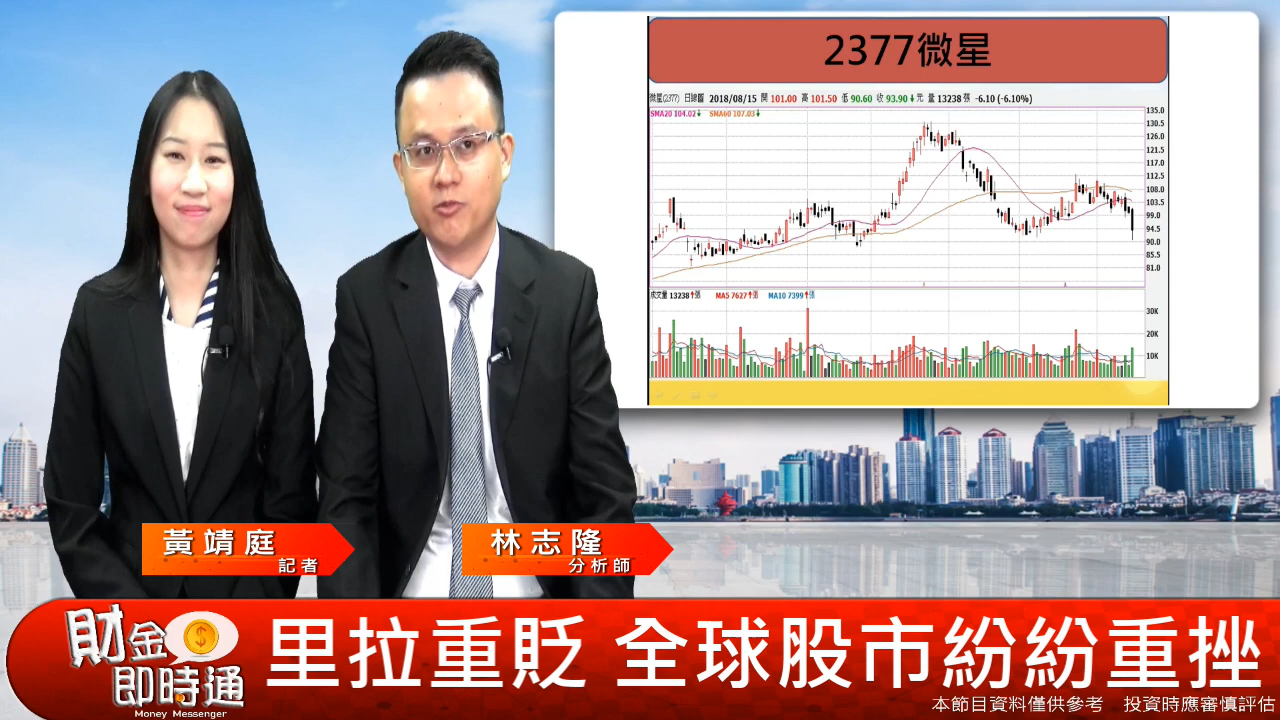 2377微星
微星(2377) 日線圖 2018/08/15 開 101.00 高 101.50 低 90.60 收 93.90↓元 量 13238 張 -6.10 (-6.10%)
SMA20 104.02↓ SMA60 107.03↓
135.0
130.5
126.0
121.5
117.0
112.5
108.0
103.5
99.0
94.5
90.0
85.5
81.0
成交量 13238↑張 MA5 7627↑張 MA10 7399↑張
30K
20K
10K
黃靖庭
記者
林志隆
分析師
財金
即時通
Money Messenger
里拉重貶 全球股市紛紛重挫
本節目資料僅供參考 投資時應審慎評估